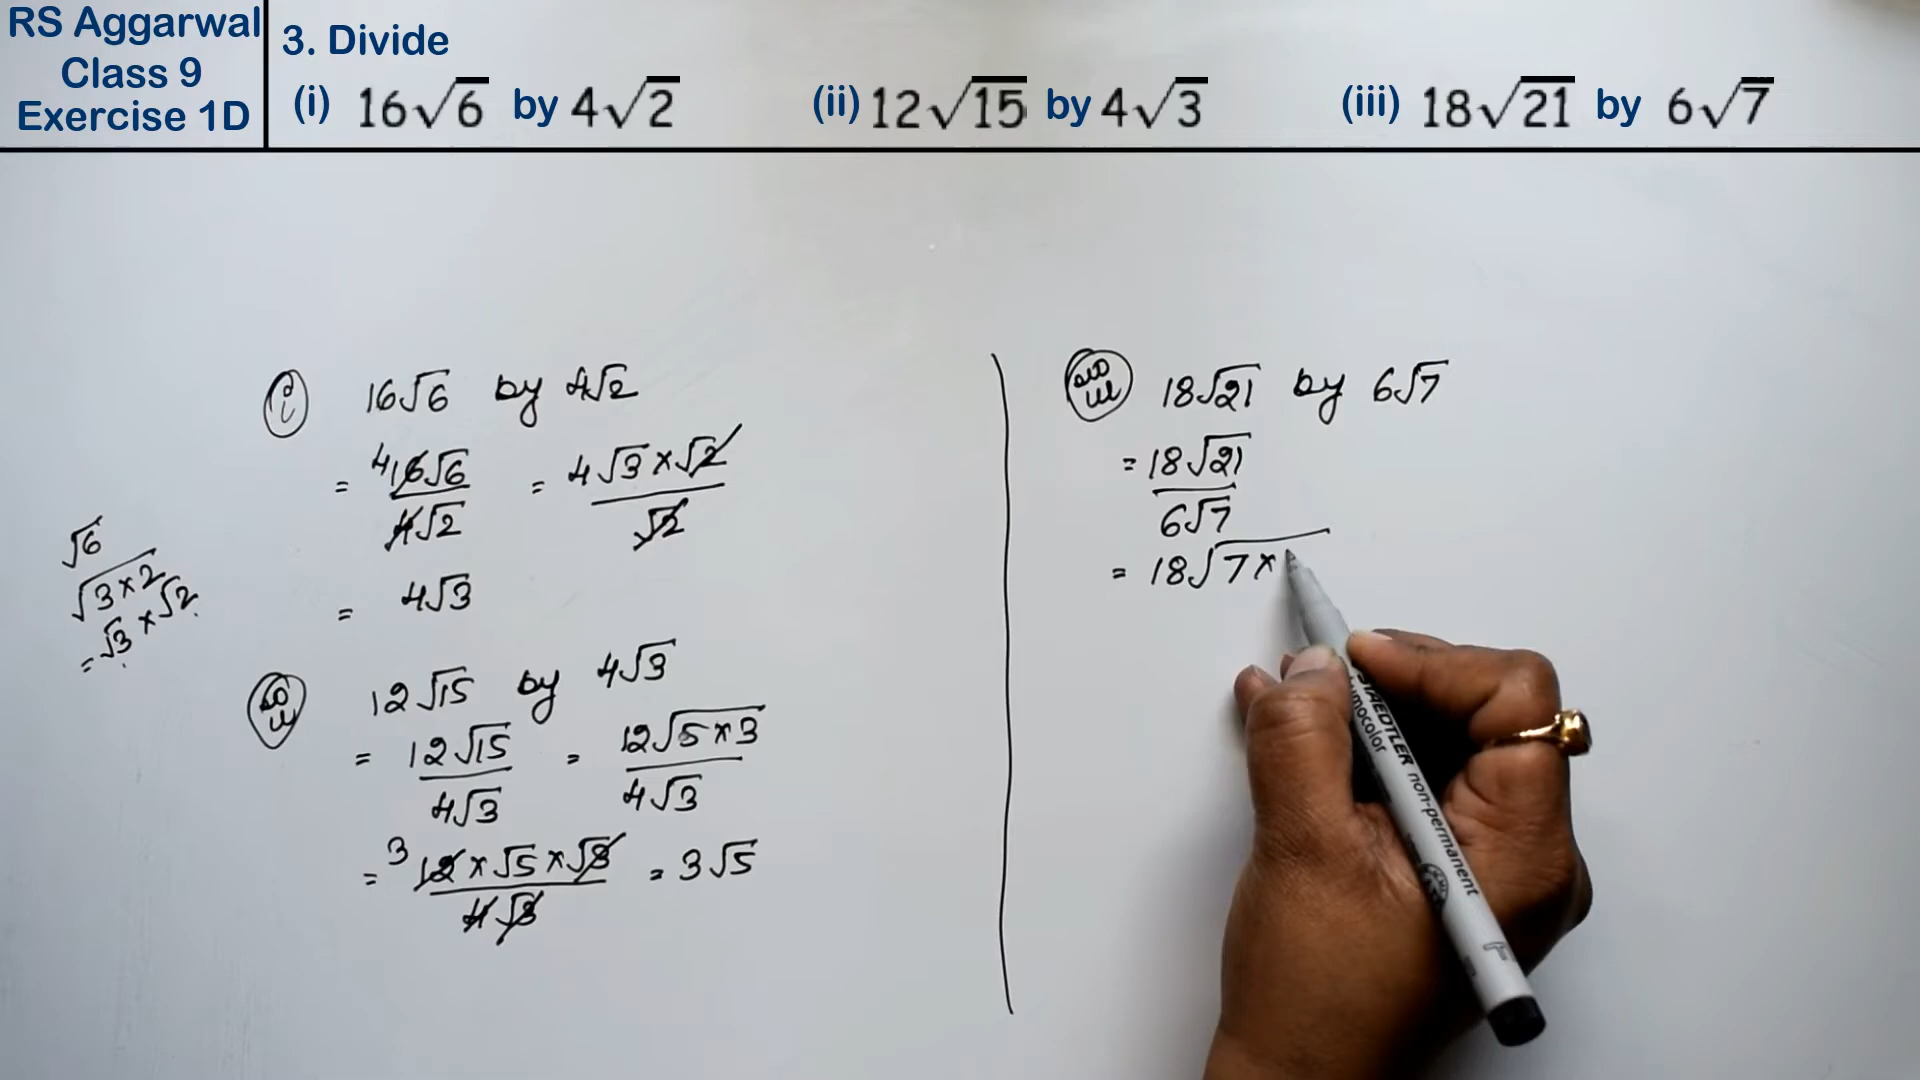 RS Aggarwal
Class 9
Exercise 1D
3. Divide
(i) 16√6 by 4√2 (ii) 12√15 by 4√3 (iii) 18√21 by 6√7
i 16√6 by 4√2
= 4 16√6 / 4√2 = 4√3 × √2 / √2
= 4√3
√6
√3 × 2
= √3 × √2
ii 12√15 by 4√3
= 12√15 / 4√3 = 12√5 × 3 / 4√3
= 3 12 × √5 × √3 / 4√3 = 3√5
iii 18√21 by 6√7
= 18√21 / 6√7
= 18√7 ×
STAEDTLER non-permanent